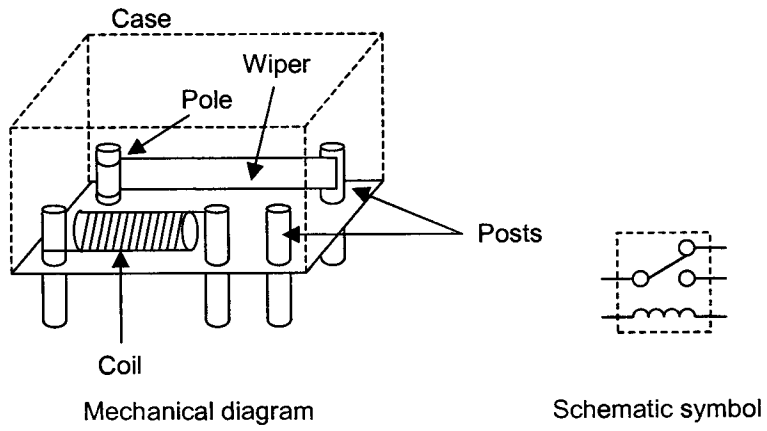 Case
Wiper
Pole
Posts
Coil
Mechanical diagram
Schematic symbol